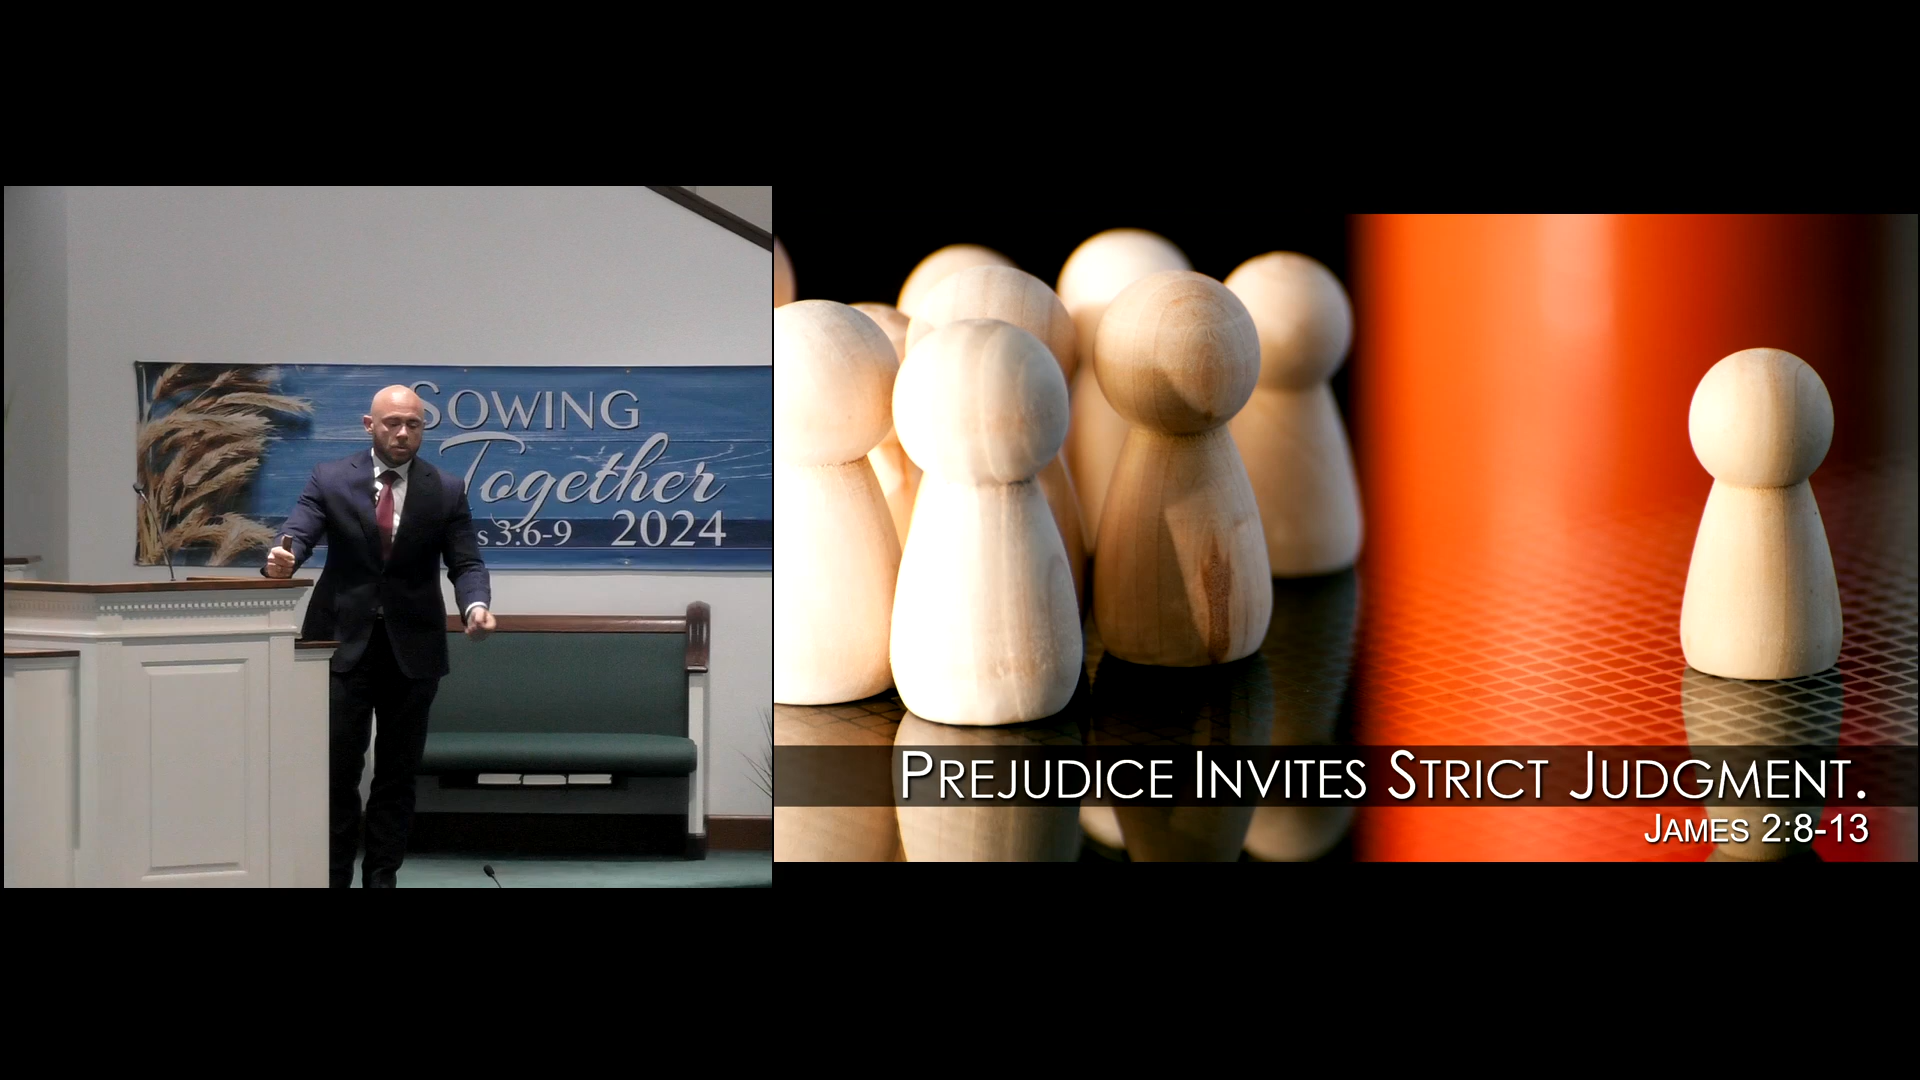 SOWING
Together
s 3:6-9 2024
PREJUDICE INVITES STRICT JUDGMENT.
JAMES 2:8-13